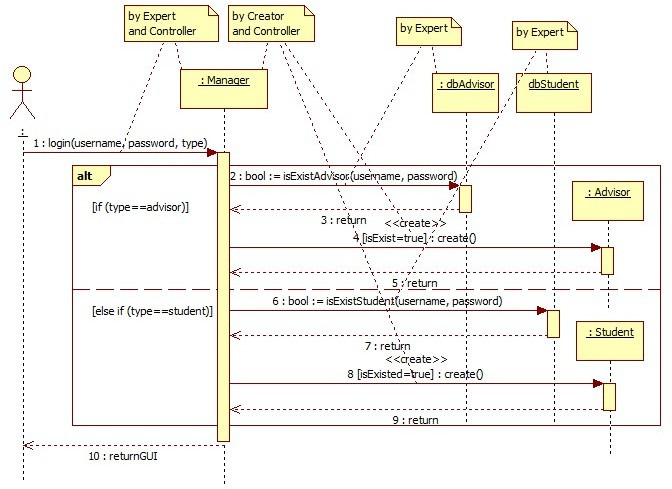 by Expert
and Controller
by Creator
and Controller
by Expert
by Expert
: Manager
: dbAdvisor
dbStudent
:
1 : login(username, password, type)
alt
2 : bool := isExistAdvisor(username, password)
: Advisor
[if (type==advisor)]
3 : return
<<create>>
4 [isExist=true] : create()
5 : return
6 : bool := isExistStudent(username, password)
[else if (type==student)]
: Student
7 : return
<<create>>
8 [isExisted=true] : create()
9 : return
10 : returnGUI